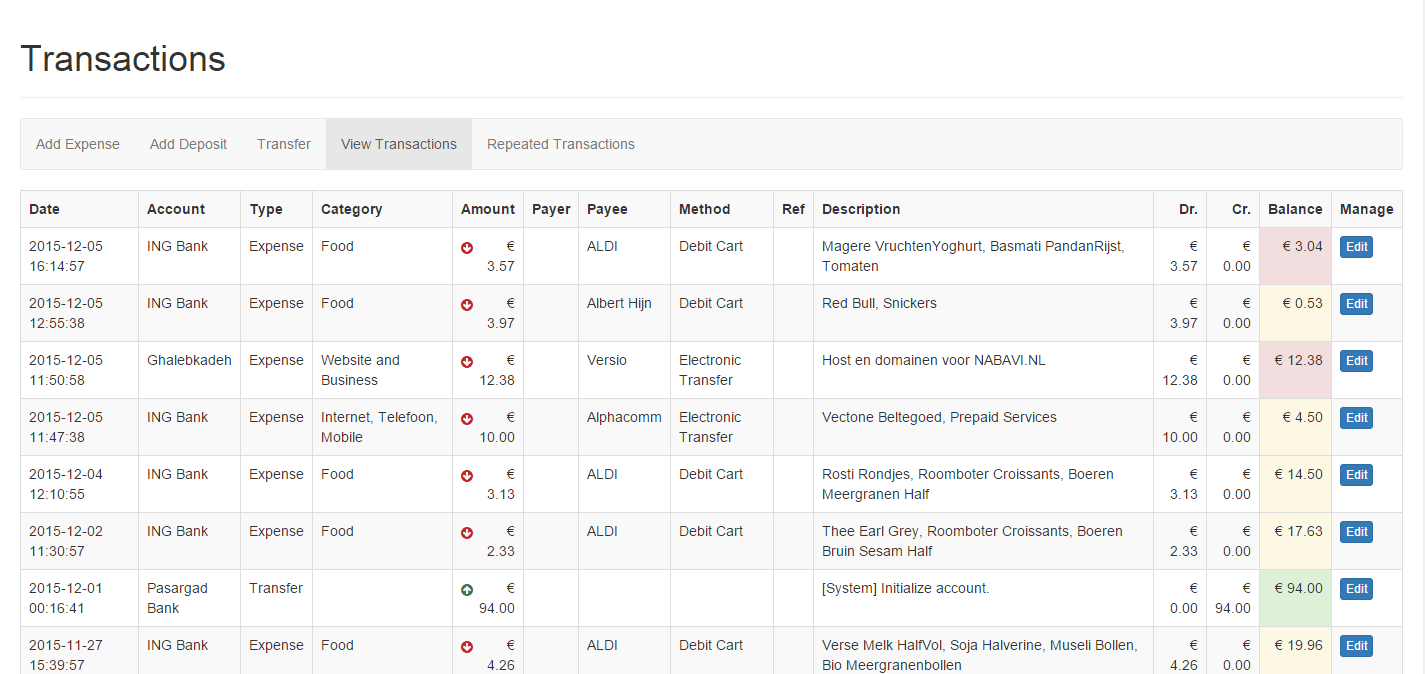 Transactions
Add Expense Add Deposit Transfer View Transactions Repeated Transactions
Date Account Type Category Amount Payer Payee Method Ref Description Dr. Cr. Balance Manage
2015-12-05 ING Bank Expense Food € ALDI Debit Cart Magere VruchtenYoghurt, Basmati PandanRijst, € € € 3.04 Edit
16:14:57 3.57 Tomaten 3.57 0.00
2015-12-05 ING Bank Expense Food € Albert Hijn Debit Cart Red Bull, Snickers € € € 0.53 Edit
12:55:38 3.97 3.97 0.00
2015-12-05 Ghalebkadeh Expense Website and € Versio Electronic Host en domainen voor NABAVI.NL € € € 12.38 Edit
11:50:58 Business 12.38 Transfer 12.38 0.00
2015-12-05 ING Bank Expense Internet, Telefoon, € Alphacomm Electronic Vectone Beltegoed, Prepaid Services € € € 4.50 Edit
11:47:38 Mobile 10.00 Transfer 10.00 0.00
2015-12-04 ING Bank Expense Food € ALDI Debit Cart Rosti Rondjes, Roomboter Croissants, Boeren € € € 14.50 Edit
12:10:55 3.13 Meergranen Half 3.13 0.00
2015-12-02 ING Bank Expense Food € ALDI Debit Cart Thee Earl Grey, Roomboter Croissants, Boeren € € € 17.63 Edit
11:30:57 2.33 Bruin Sesam Half 2.33 0.00
2015-12-01 Pasargad Transfer € [System] Initialize account. € € € 94.00 Edit
00:16:41 Bank 94.00 0.00 94.00
2015-11-27 ING Bank Expense Food € ALDI Debit Cart Verse Melk HalfVol, Soja Halverine, Museli Bollen, € € € 19.96 Edit
15:39:57 4.26 Bio Meergranenbollen 4.26 0.00